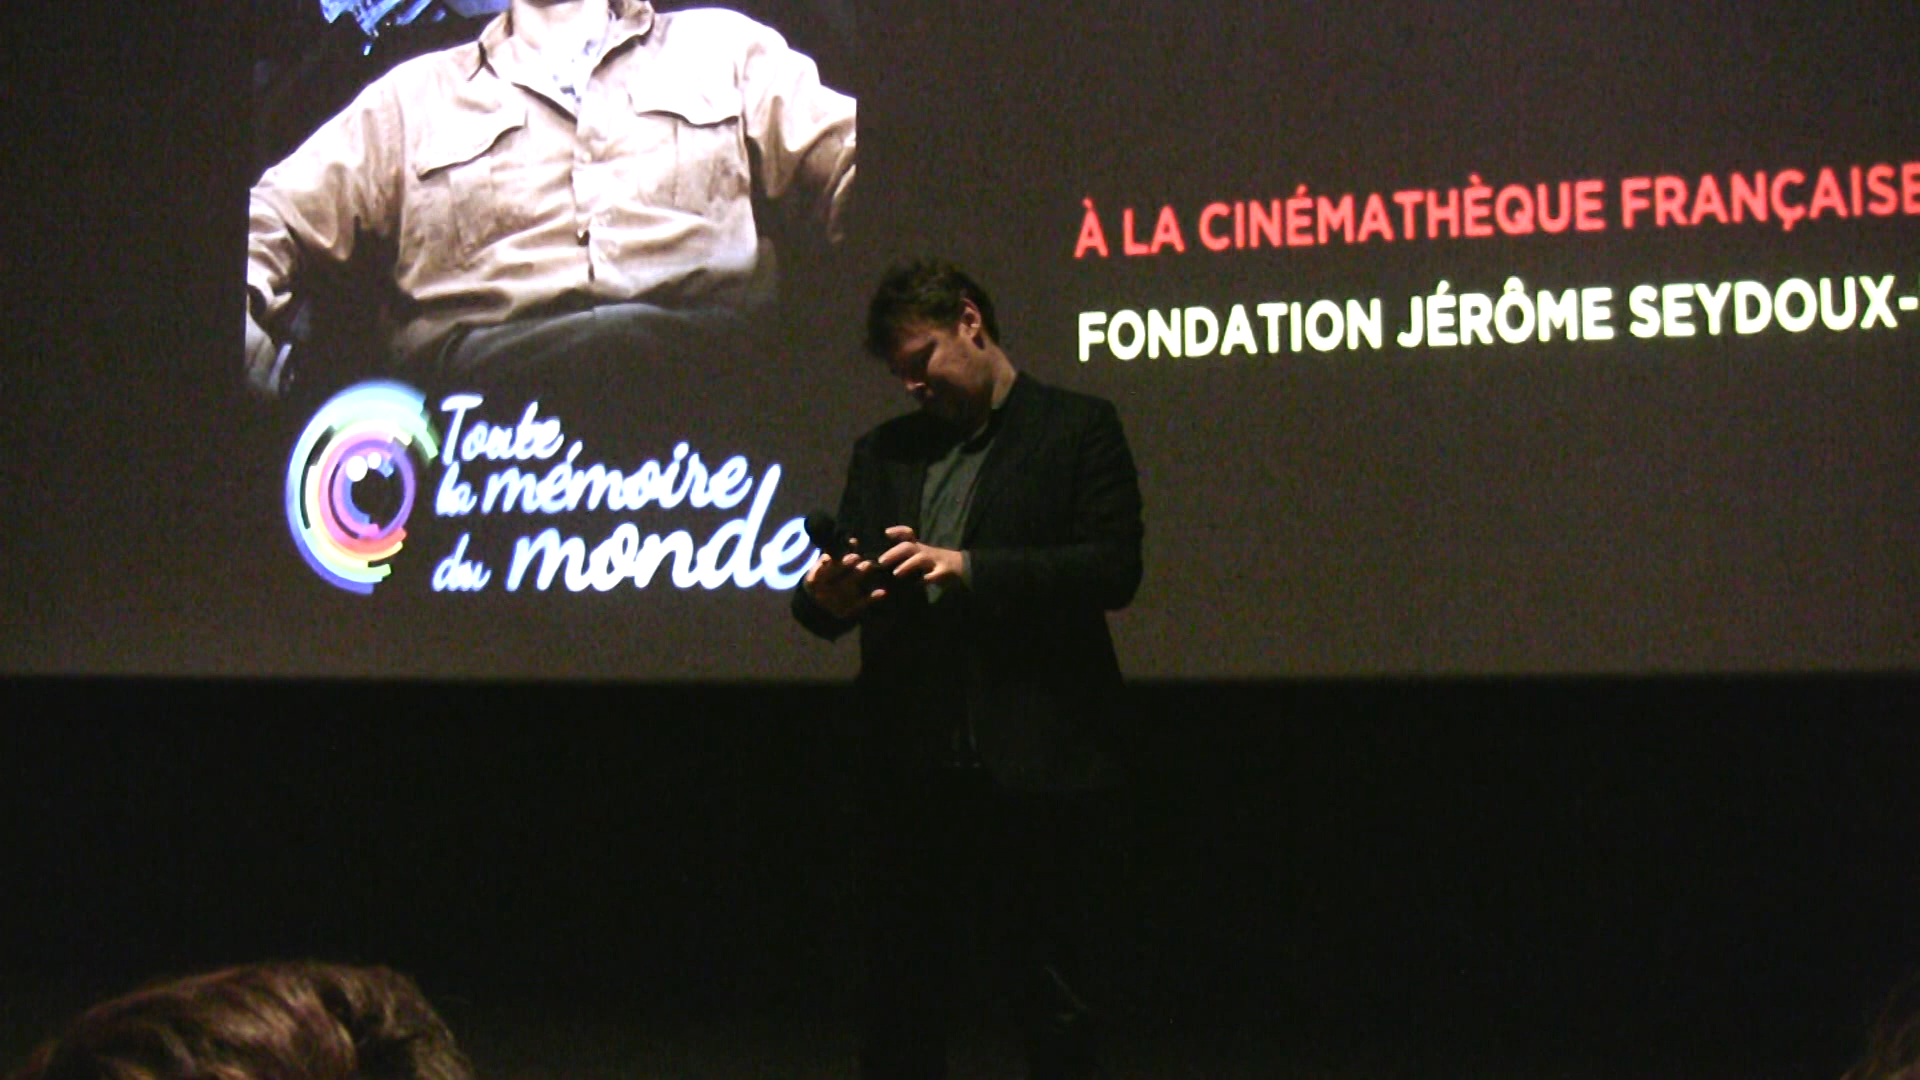 À LA CINÉMATHÈQUE FRANÇAISE
FONDATION JÉRÔME SEYDOUX-
Toute
la mémoire
du monde